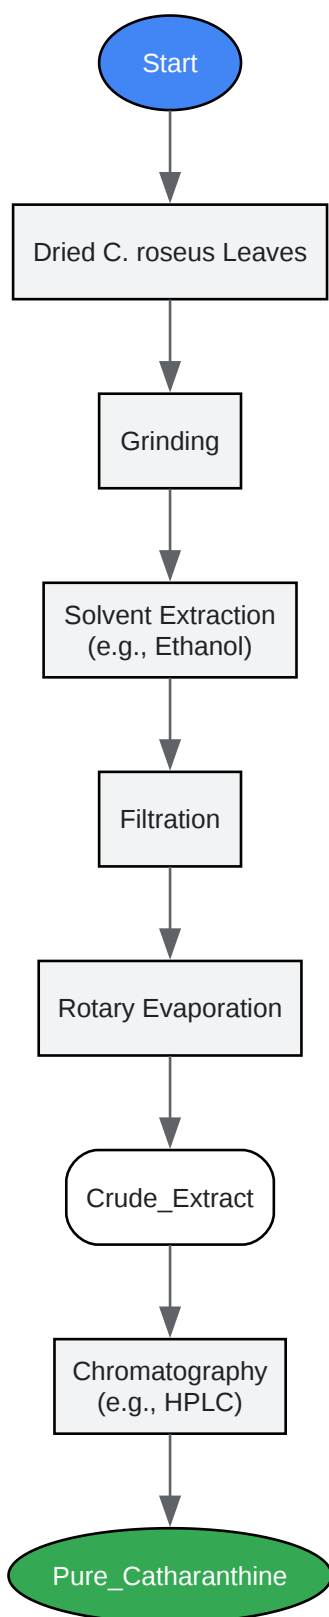 Start
Dried C. roseus Leaves
Grinding
Solvent Extraction
(e.g., Ethanol)
Filtration
Rotary Evaporation
Crude_Extract
Chromatography
(e.g., HPLC)
Pure_Catharanthine